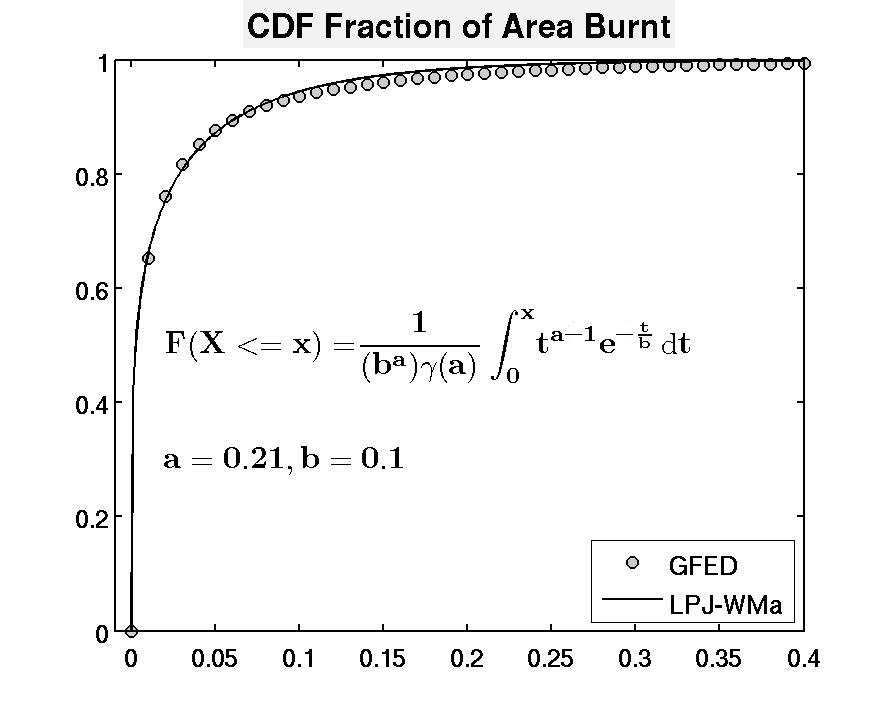 CDF Fraction of Area Burnt
1
0.8
0.6
F(X <= x) = \frac{1}{(b^a)γ(a)} ∫_0^x t^{a−1}e^{−\frac{t}{b}} dt
0.4
a = 0.21, b = 0.1
0.2
GFED
LPJ-WMa
0
0 0.05 0.1 0.15 0.2 0.25 0.3 0.35 0.4